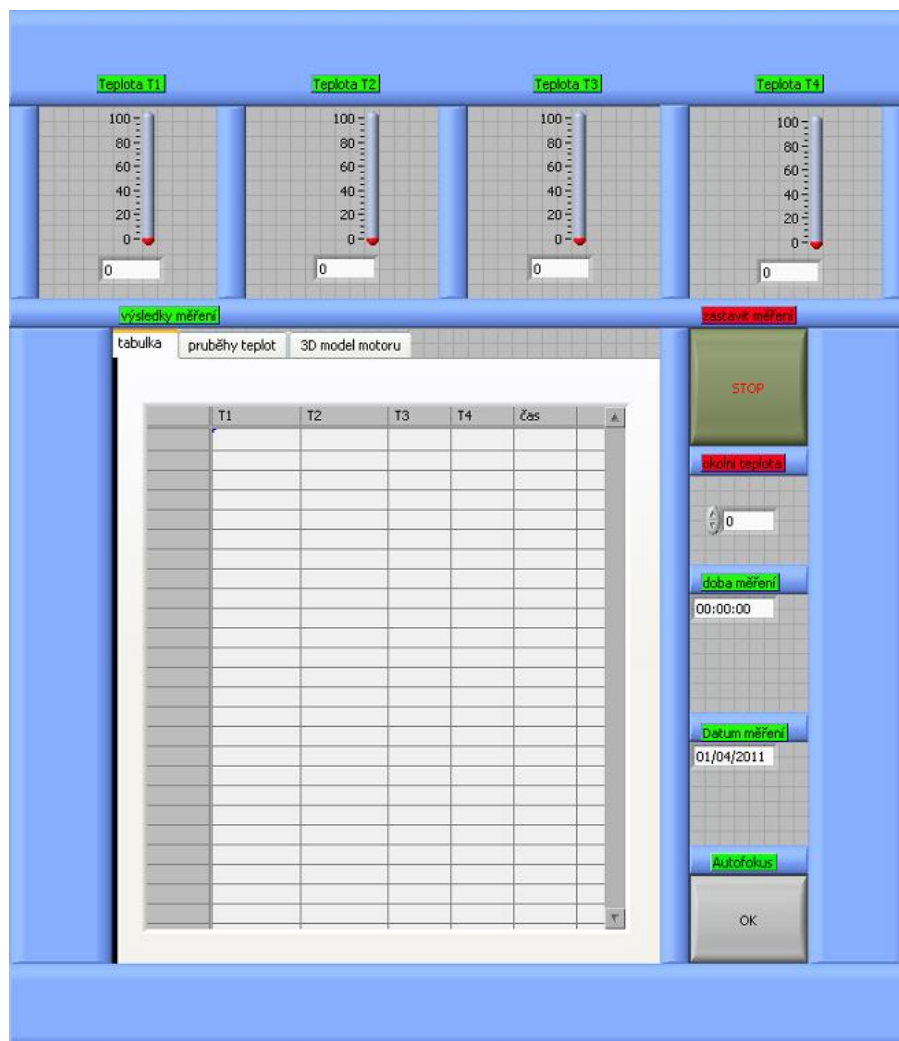 Teplota T1 Teplota T2 Teplota T3 Teplota T4
100 100 100 100
80 80 80 80
60 60 60 60
40 40 40 40
20 20 20 20
0 0 0 0
0 0 0 0
výsledky měření
zastavit měření
tabulka pruběhy teplot 3D model motoru
T1 T2 T3 T4 čas
STOP
okolní teplota
0
doba měření
00:00:00
Datum měření
01/04/2011
Autofokus
OK